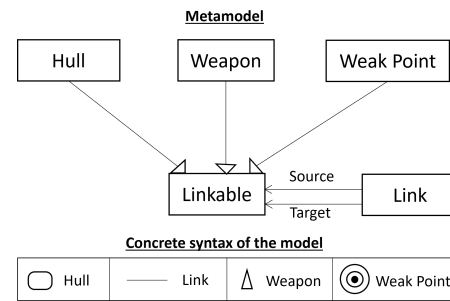 Metamodel
Hull Weapon Weak Point
Source
Linkable Link
Target
Concrete syntax of the model
Hull Link Weapon Weak Point